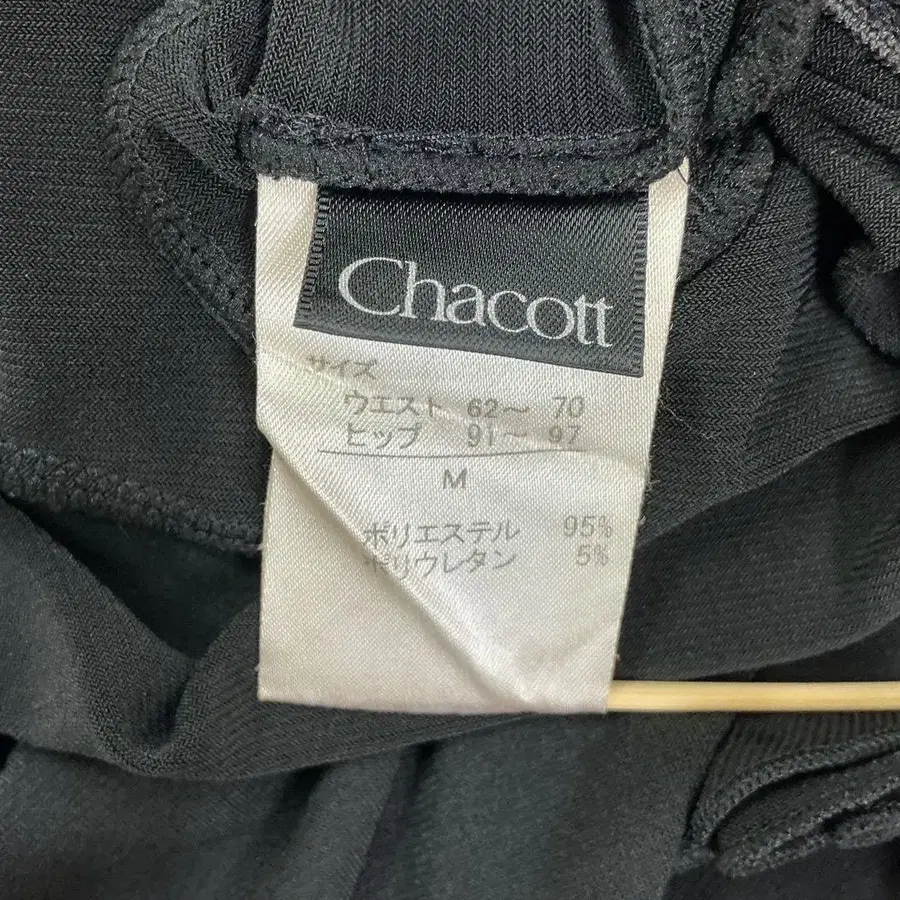 Chacott
サイズ
ウエスト 62～ 70
ヒップ 91～ 97
M
ポリエステル 95%
ポリウレタン 5%